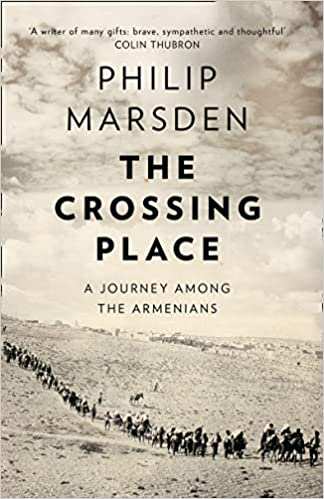 ‘A writer of many gifts: brave, sympathetic and thoughtful’
COLIN THUBRON
PHILIP
MARSDEN
THE
CROSSING
PLACE
A JOURNEY AMONG
THE ARMENIANS